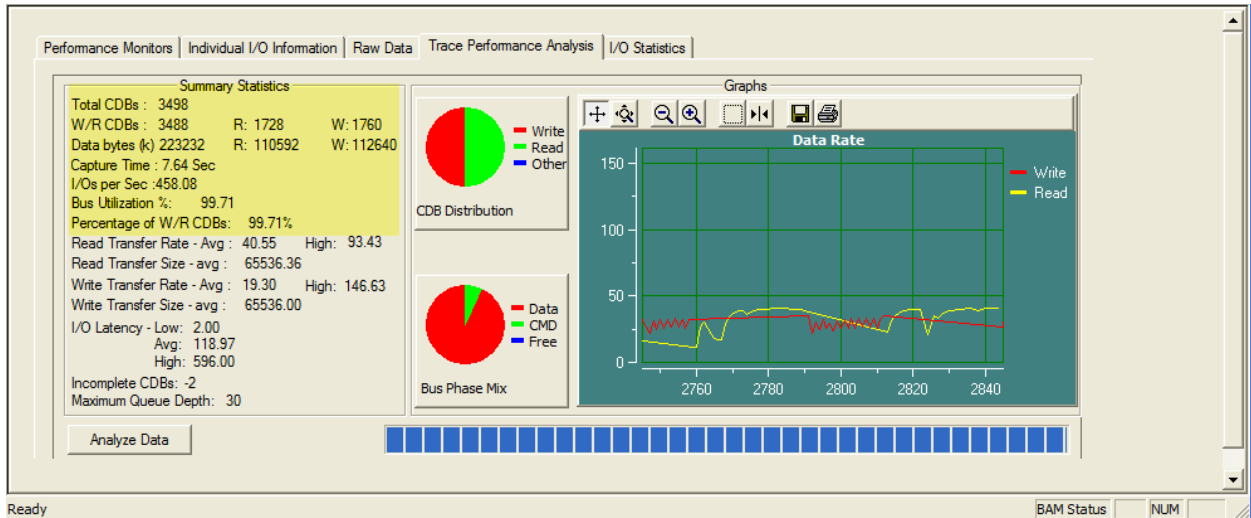 Performance Monitors Individual I/O Information Raw Data Trace Performance Analysis I/O Statistics
Summary Statistics
Total CDBs : 3498
W/R CDBs : 3488 R: 1728 W: 1760
Data bytes (k) 223232 R: 110592 W: 112640
Capture Time : 7.64 Sec
I/Os per Sec :458.08
Bus Utilization %: 99.71
Percentage of W/R CDBs: 99.71%
Read Transfer Rate - Avg : 40.55 High: 93.43
Read Transfer Size - avg : 65536.36
Write Transfer Rate - Avg : 19.30 High: 146.63
Write Transfer Size - avg : 65536.00
I/O Latency - Low: 2.00
Avg: 118.97
High: 596.00
Incomplete CDBs: -2
Maximum Queue Depth: 30
Analyze Data
Graphs
Write
Read
Other
CDB Distribution
Data
CMD
Free
Bus Phase Mix
Data Rate
150
100
50
0
2760 2780 2800 2820 2840
Write
Read
Ready BAM Status NUM